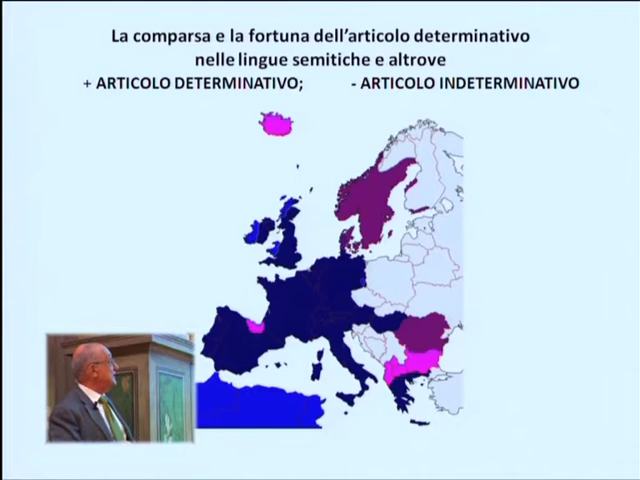 La comparsa e la fortuna dell'articolo determinativo
nelle lingue semitiche e altrove
+ ARTICOLO DETERMINATIVO; - ARTICOLO INDETERMINATIVO